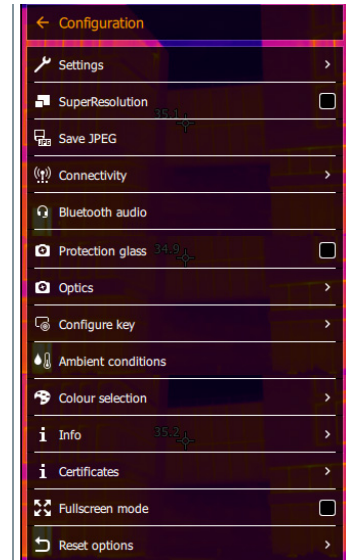 Configuration
Settings
SuperResolution
35.1
JPG
Save JPEG
Connectivity
Bluetooth audio
Protection glass
34.9
Optics
Configure key
Ambient conditions
Colour selection
Info
35.2
Certificates
Fullscreen mode
Reset options